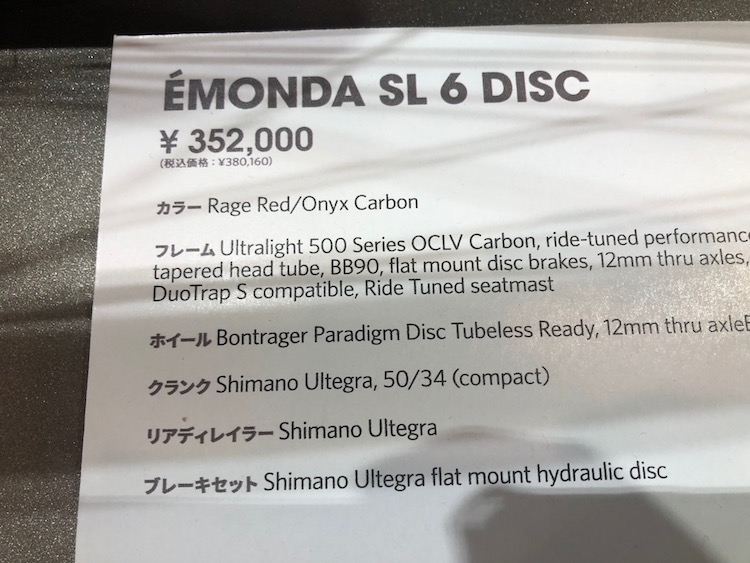 ÉMONDA SL 6 DISC
¥ 352,000
(税込価格：¥380,160)
カラー Rage Red/Onyx Carbon
フレーム Ultralight 500 Series OCLV Carbon, ride-tuned performance
tapered head tube, BB90, flat mount disc brakes, 12mm thru axles,
DuoTrap S compatible, Ride Tuned seatmast
ホイール Bontrager Paradigm Disc Tubeless Ready, 12mm thru axleB
クランク Shimano Ultegra, 50/34 (compact)
リアディレイラー Shimano Ultegra
ブレーキセット Shimano Ultegra flat mount hydraulic disc